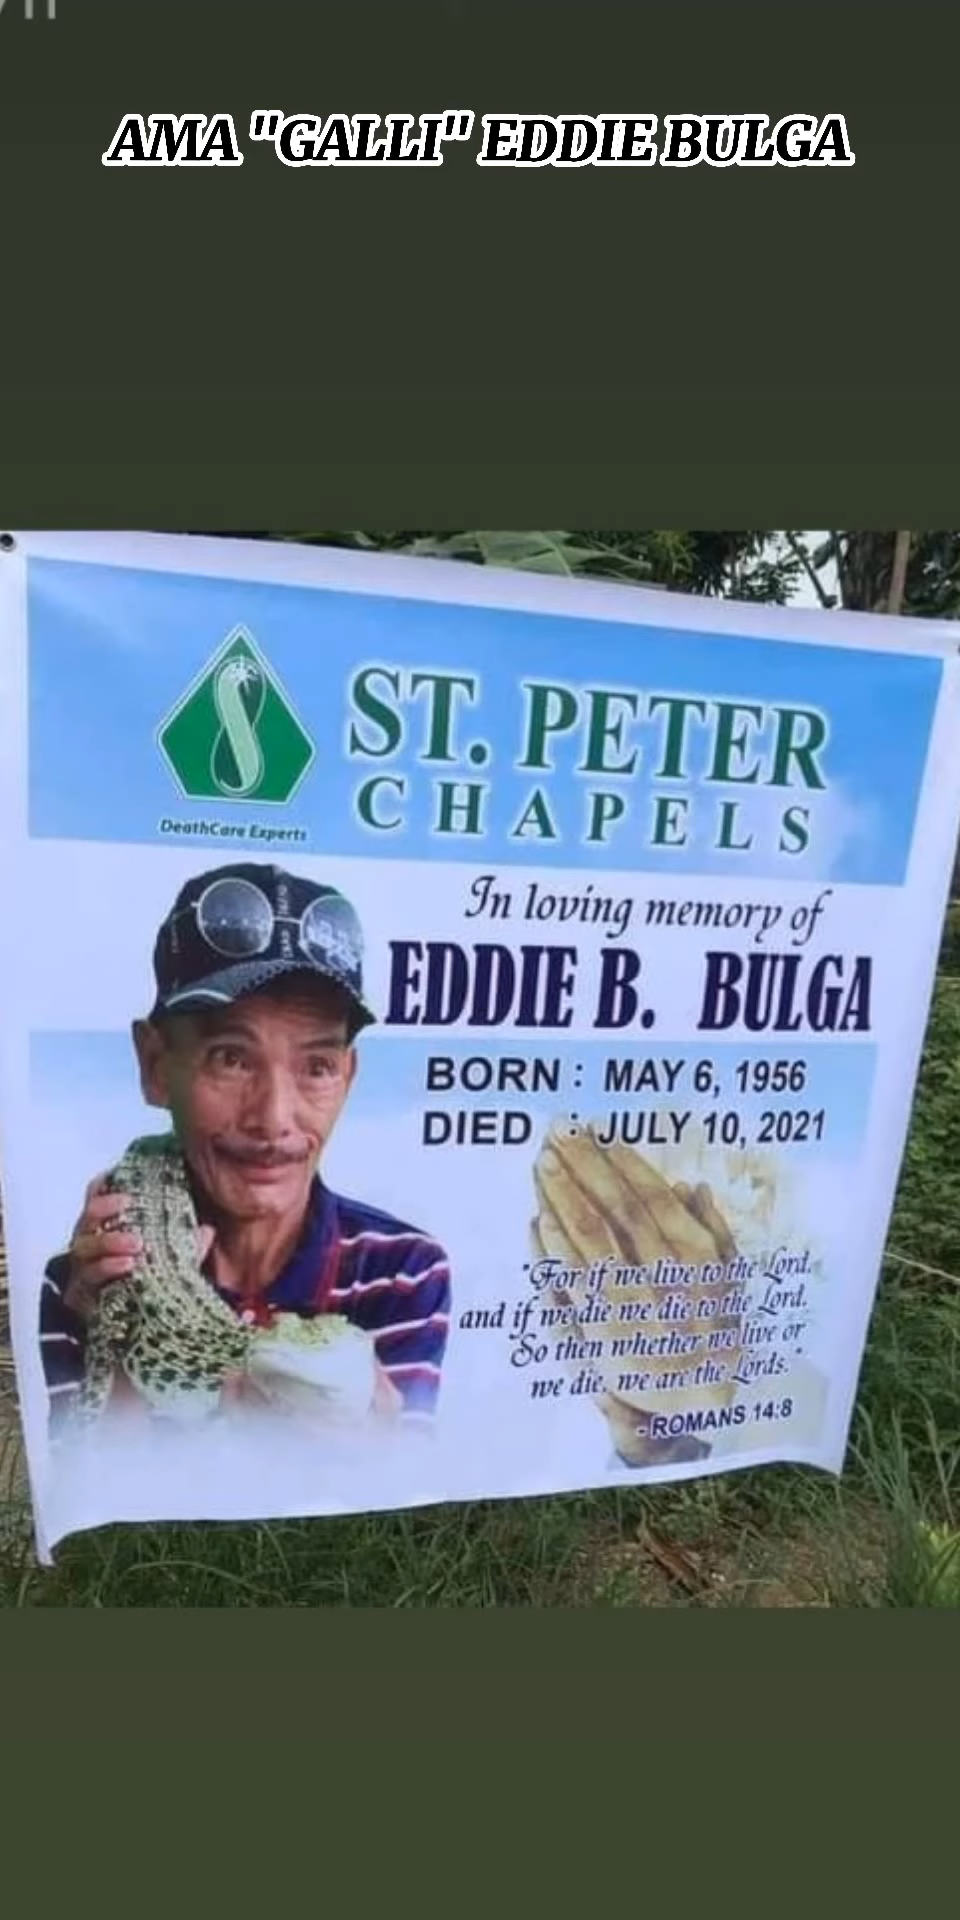 AMA "GALLI" EDDIE BULGA
ST. PETER
CHAPELS
DeathCare Experts
In loving memory of
EDDIE B. BULGA
BORN : MAY 6, 1956
DIED : JULY 10, 2021
"For if we live to the Lord,
and if we die we die to the Lord.
So then whether we live or
we die, we are the Lords."
- ROMANS 14:8